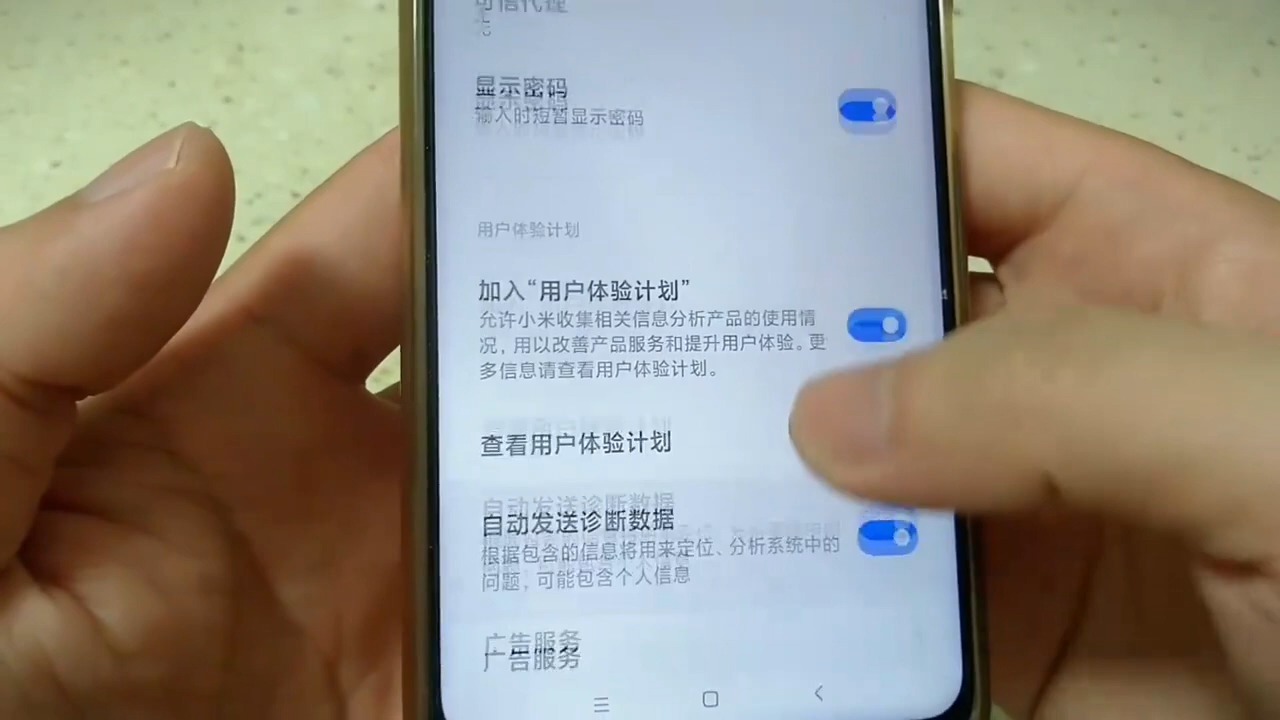 可信代理
显示密码
输入时短暂显示密码
用户体验计划
加入“用户体验计划”
允许小米收集相关信息分析产品的使用情
况，用以改善产品服务和提升用户体验。更
多信息请查看用户体验计划。
查看用户体验计划
自动发送诊断数据
根据包含的信息将用来定位、分析系统中的
问题，可能包含个人信息
广告服务